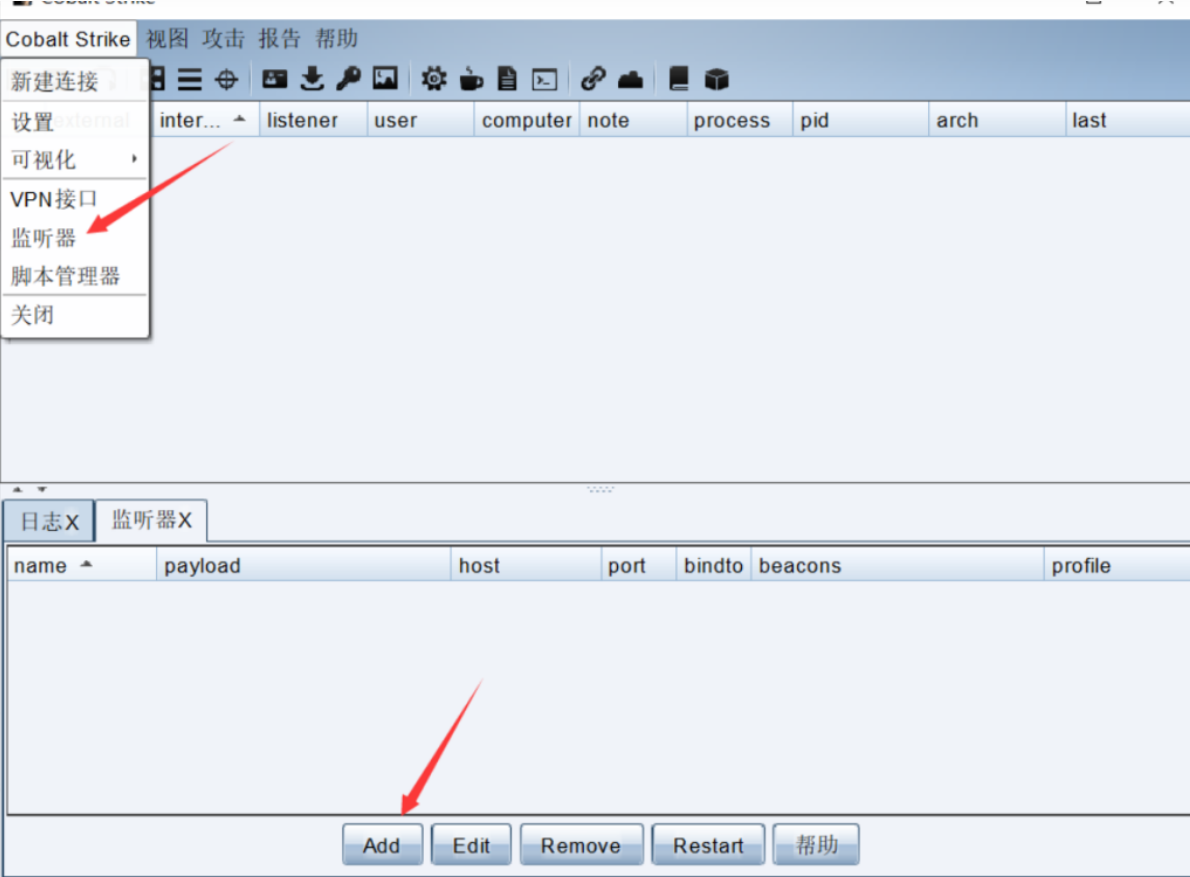 Cobalt Strike
Cobalt Strike 视图 攻击 报告 帮助
新建连接
设置
可视化
VPN接口
监听器
脚本管理器
关闭
external inter... listener user computer note process pid arch last
日志X 监听器X
name payload host port bindto beacons profile
Add Edit Remove Restart 帮助